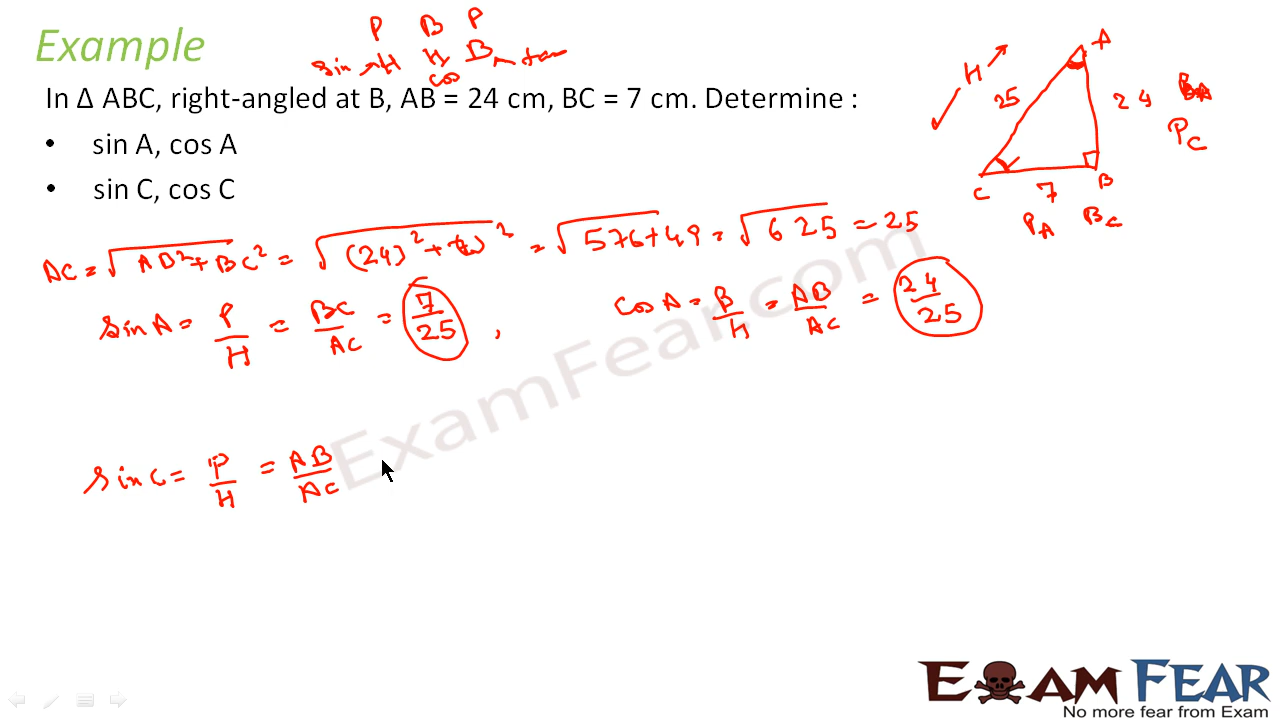 Example
P B P
sin → H H B → tan
cos
In Δ ABC, right-angled at B, AB = 24 cm, BC = 7 cm. Determine :
• sin A, cos A
• sin C, cos C
A
H
25
24
P_C
C 7 B
P_A B_C
AC = √AB² + BC² = √(24)² + (7)² = √576+49 = √625 = 25
sin A = P/H = BC/AC = 7/25 ,
cos A = B/H = AB/AC = 24/25
sin C = P/H = AB/AC
ExamFear.com
EXAM FEAR
No more fear from Exam